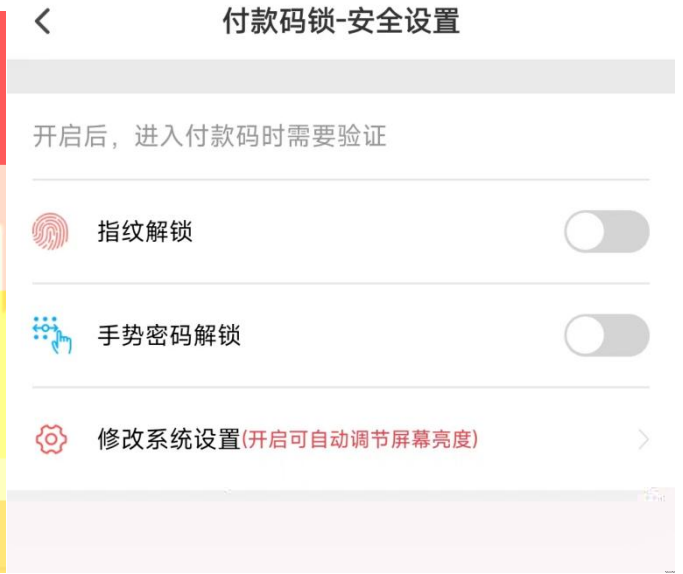 付款码锁-安全设置
开启后，进入付款码时需要验证
指纹解锁
手势密码解锁
修改系统设置(开启可自动调节屏幕亮度)